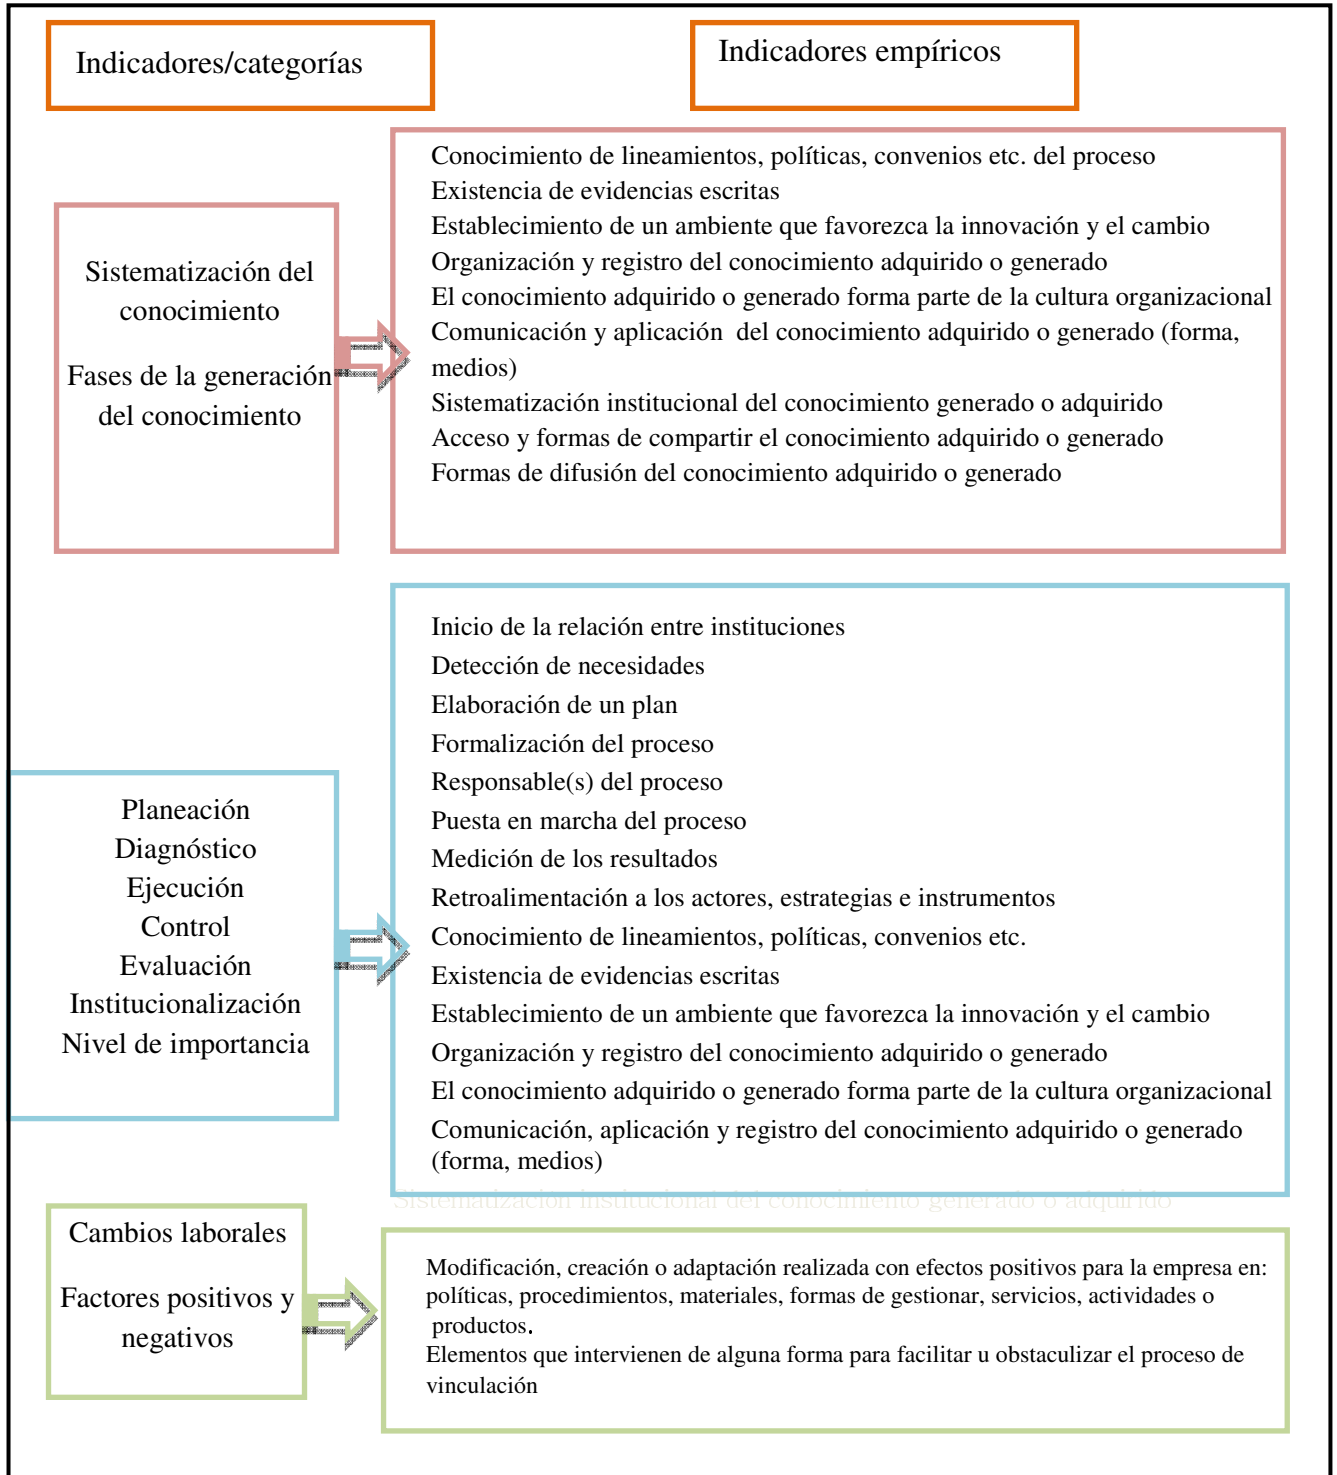 Indicadores/categorías
Indicadores empíricos
Sistematización del
conocimiento
Fases de la generación
del conocimiento
Conocimiento de lineamientos, políticas, convenios etc. del proceso
Existencia de evidencias escritas
Establecimiento de un ambiente que favorezca la innovación y el cambio
Organización y registro del conocimiento adquirido o generado
El conocimiento adquirido o generado forma parte de la cultura organizacional
Comunicación y aplicación del conocimiento adquirido o generado (forma,
medios)
Sistematización institucional del conocimiento generado o adquirido
Acceso y formas de compartir el conocimiento adquirido o generado
Formas de difusión del conocimiento adquirido o generado
Planeación
Diagnóstico
Ejecución
Control
Evaluación
Institucionalización
Nivel de importancia
Inicio de la relación entre instituciones
Detección de necesidades
Elaboración de un plan
Formalización del proceso
Responsable(s) del proceso
Puesta en marcha del proceso
Medición de los resultados
Retroalimentación a los actores, estrategias e instrumentos
Conocimiento de lineamientos, políticas, convenios etc.
Existencia de evidencias escritas
Establecimiento de un ambiente que favorezca la innovación y el cambio
Organización y registro del conocimiento adquirido o generado
El conocimiento adquirido o generado forma parte de la cultura organizacional
Comunicación, aplicación y registro del conocimiento adquirido o generado
(forma, medios)
Sistematización institucional del conocimiento generado o adquirido
Cambios laborales
Factores positivos y
negativos
Modificación, creación o adaptación realizada con efectos positivos para la empresa en:
políticas, procedimientos, materiales, formas de gestionar, servicios, actividades o
productos.
Elementos que intervienen de alguna forma para facilitar u obstaculizar el proceso de
vinculación